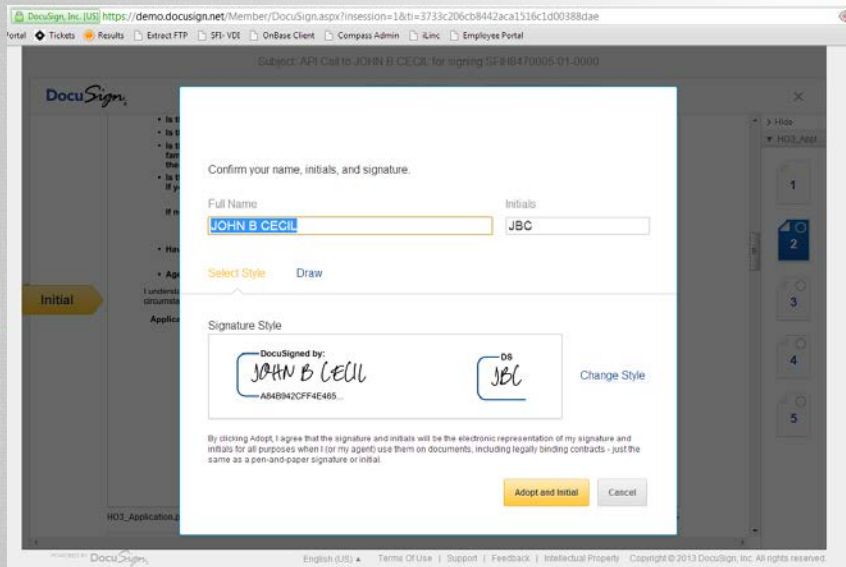 DocuSign, Inc. [US] https://demo.docusign.net/Member/DocuSign.aspx?insession=1&ti=3733c206cb8442aca1516c1d00388dae
Portal Tickets Results Extract FTP SFI-VDI OnBase Client Compass Admin iLinc Employee Portal
Subject: API Call to JOHN B CECIL for signing SFIH8470005-01-0000
DocuSign
Hide
HO3_Appl
Confirm your name, initials, and signature.
Full Name Initials
JOHN B CECIL JBC
Select Style Draw
Initial
I understa
circumsta
Applica
Signature Style
DocuSigned by: DS
JOHN B CECIL JBC
A84B942CFF4E465...
Change Style
By clicking Adopt, I agree that the signature and initials will be the electronic representation of my signature and
initials for all purposes when I (or my agent) use them on documents, including legally binding contracts - just the
same as a pen-and-paper signature or initial.
Adopt and Initial Cancel
1
2
3
4
5
HO3_Application.p
POWERED BY DocuSign English (US) Terms Of Use | Support | Feedback | Intellectual Property Copyright © 2013 DocuSign, Inc. All rights reserved.